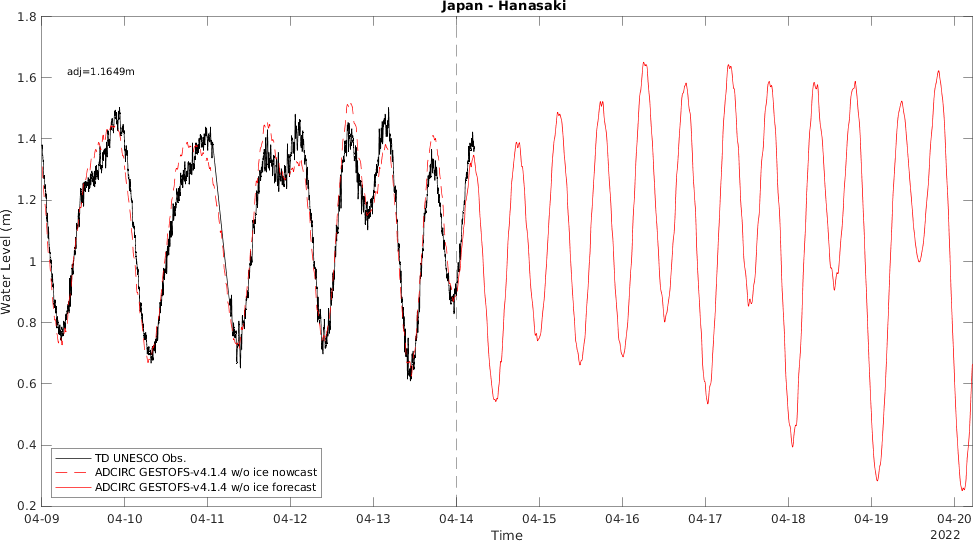 Japan - Hanasaki
1.8
1.6
1.4
1.2
1
0.8
0.6
0.4
0.2
Water Level (m)
adj=1.1649m
TD UNESCO Obs.
ADCIRC GESTOFS-v4.1.4 w/o ice nowcast
ADCIRC GESTOFS-v4.1.4 w/o ice forecast
04-09 04-10 04-11 04-12 04-13 04-14 04-15 04-16 04-17 04-18 04-19 04-20
Time
2022